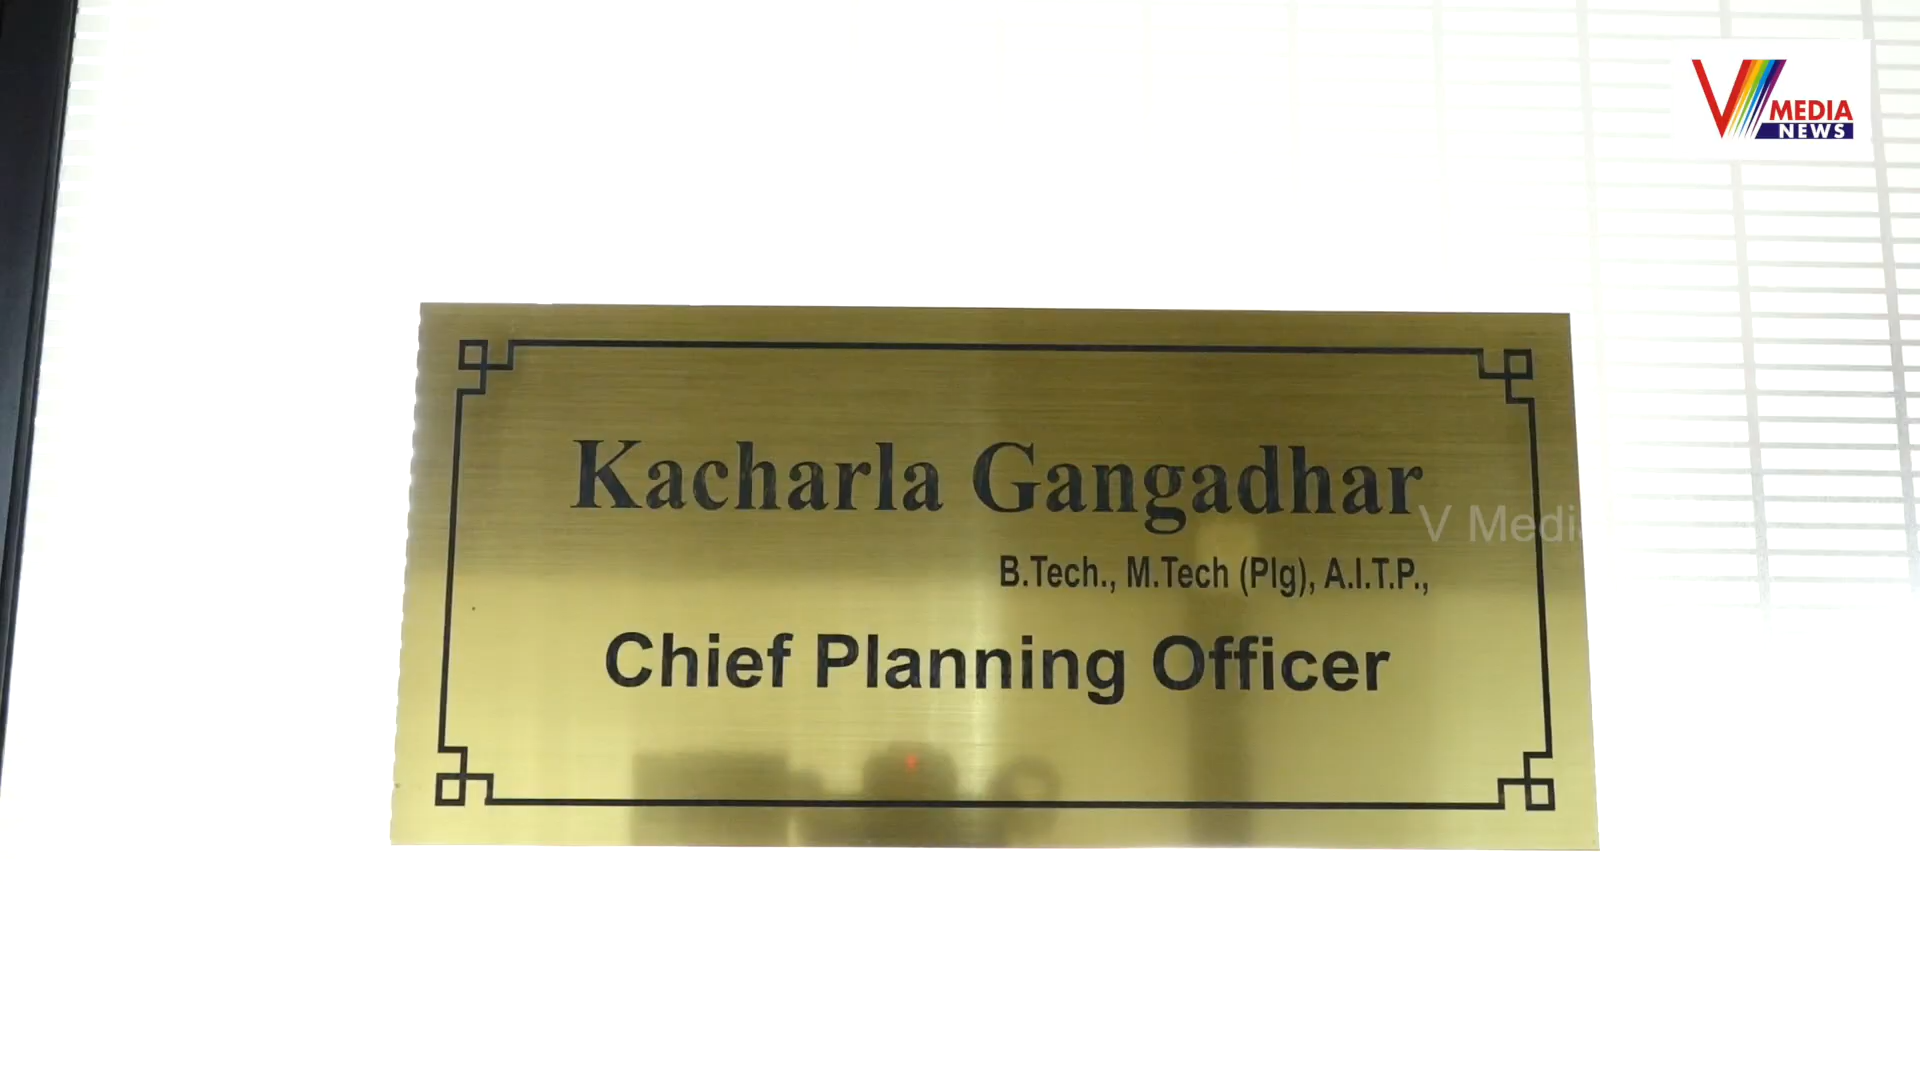 V MEDIA
NEWS
Kacharla Gangadhar
V Media
B.Tech., M.Tech (Plg), A.I.T.P.,
Chief Planning Officer